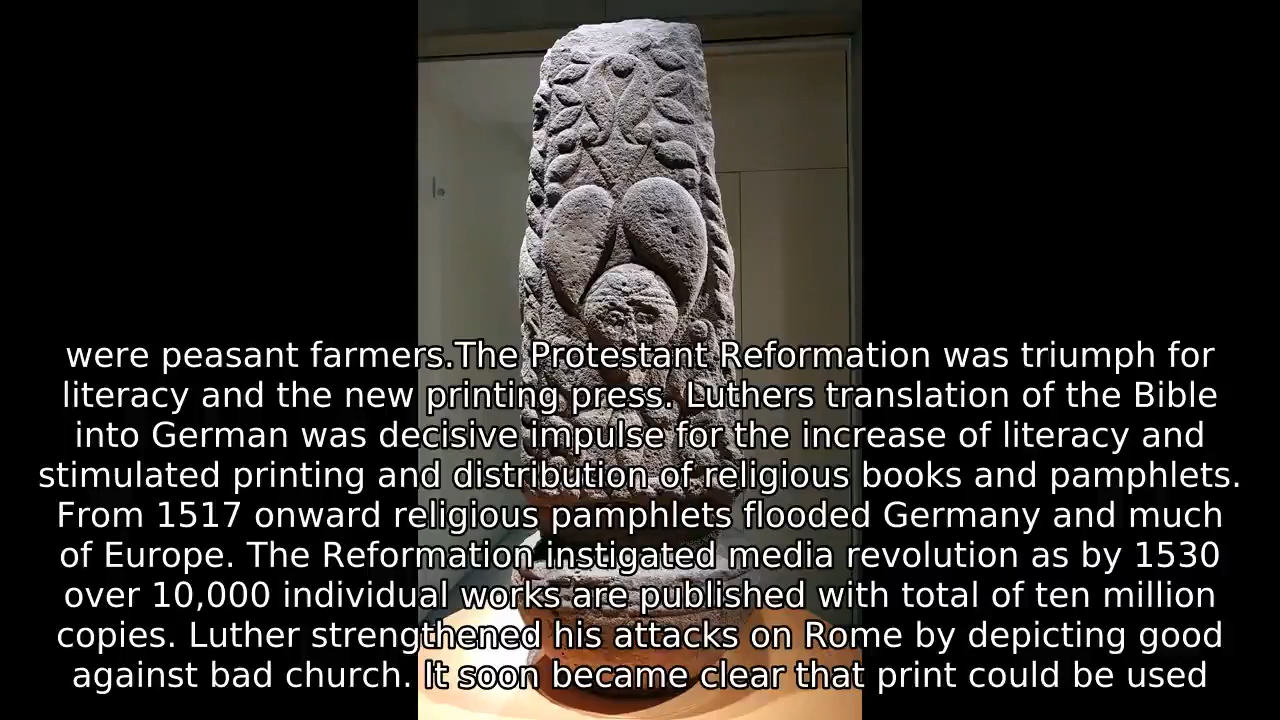 were peasant farmers.The Protestant Reformation was triumph for
literacy and the new printing press. Luthers translation of the Bible
into German was decisive impulse for the increase of literacy and
stimulated printing and distribution of religious books and pamphlets.
From 1517 onward religious pamphlets flooded Germany and much
of Europe. The Reformation instigated media revolution as by 1530
over 10,000 individual works are published with total of ten million
copies. Luther strengthened his attacks on Rome by depicting good
against bad church. It soon became clear that print could be used